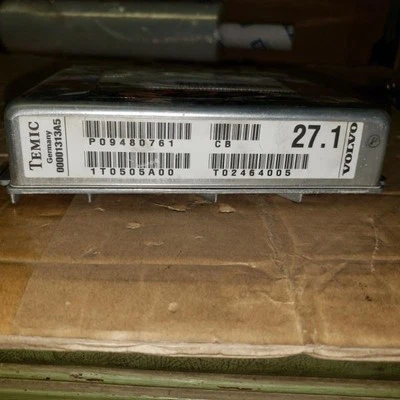 TEMIC
Germany
00001313A5
P09480761
CB
27.1
VOLVO
1T0505A00
T02464005